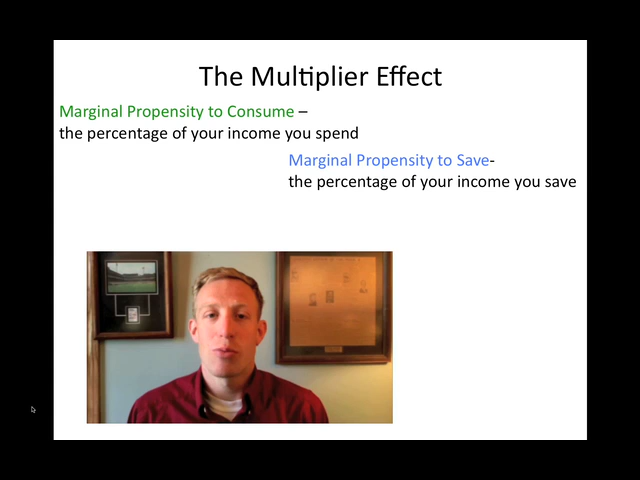 The Multiplier Effect
Marginal Propensity to Consume –
the percentage of your income you spend
Marginal Propensity to Save-
the percentage of your income you save